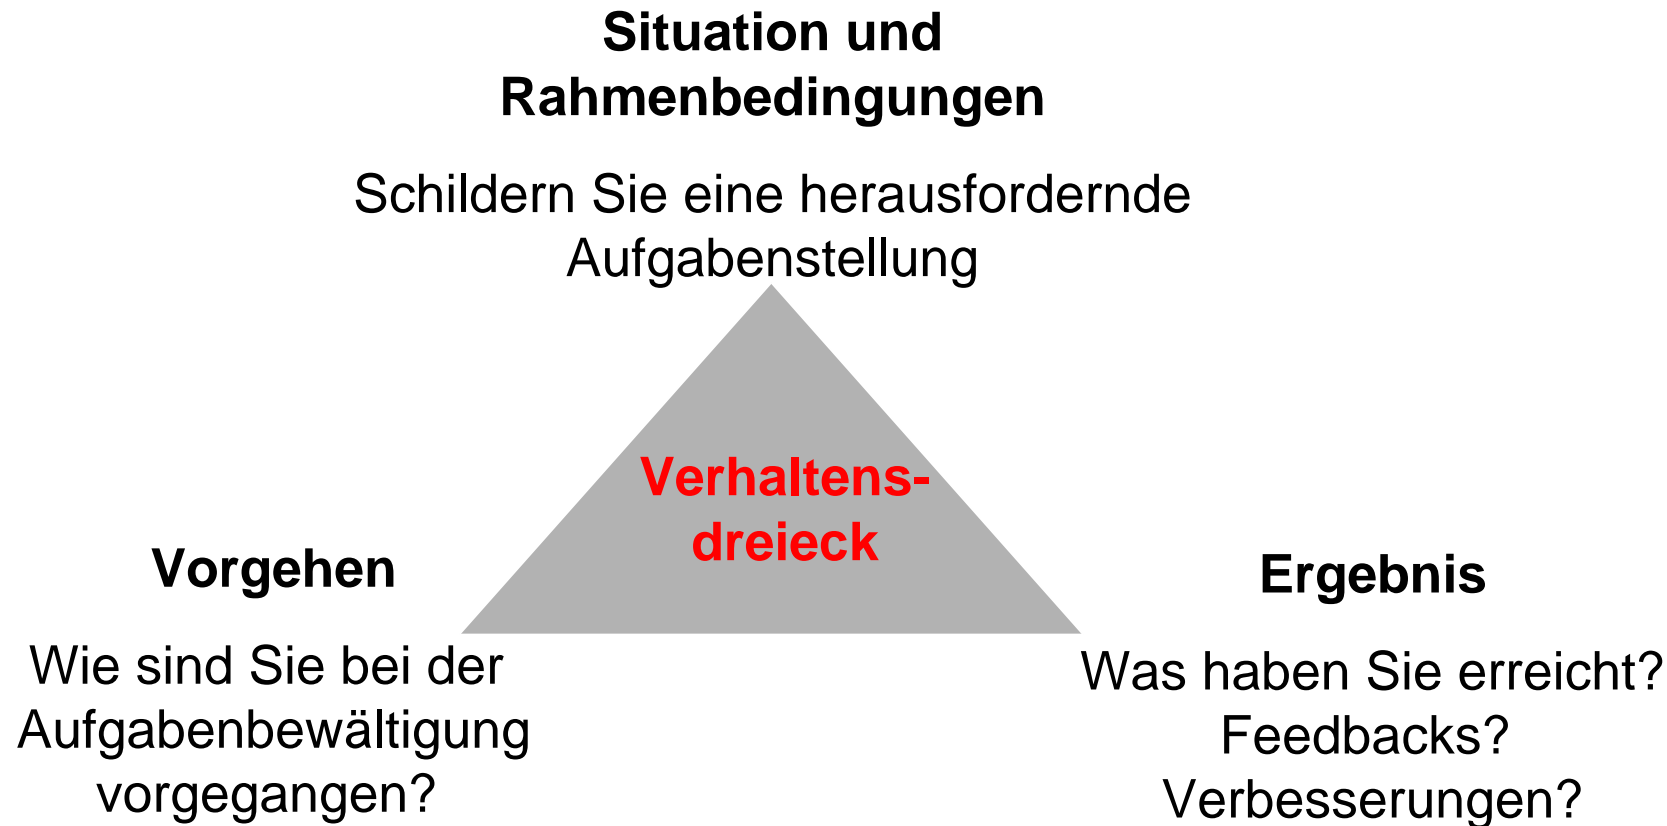 Situation und
Rahmenbedingungen
Schildern Sie eine herausfordernde
Aufgabenstellung
Verhaltens-
dreieck
Vorgehen
Wie sind Sie bei der
Aufgabenbewältigung
vorgegangen?
Ergebnis
Was haben Sie erreicht?
Feedbacks?
Verbesserungen?